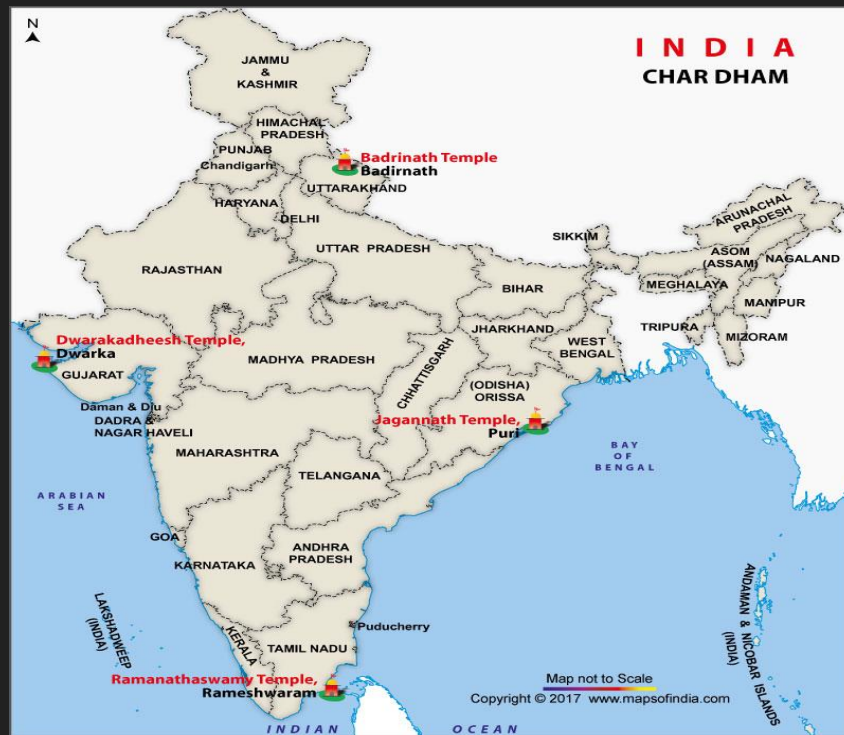 N
I N D I A
CHAR DHAM
JAMMU
&
KASHMIR
HIMACHAL
PRADESH
PUNJAB
Chandigarh
Badrinath Temple
Badirnath
UTTARAKHAND
HARYANA
DELHI
UTTAR PRADESH
RAJASTHAN
SIKKIM
ARUNACHAL
PRADESH
ASOM
(ASSAM)
NAGALAND
MEGHALAYA
MANIPUR
TRIPURA
MIZORAM
BIHAR
JHARKHAND
WEST
BENGAL
Dwarakadheesh Temple,
Dwarka
GUJARAT
MADHYA PRADESH
CHHATTISGARH
(ODISHA)
ORISSA
Jagannath Temple,
Puri
Daman & Diu
DADRA &
NAGAR HAVELI
MAHARASHTRA
TELANGANA
BAY
OF
BENGAL
ARABIAN
SEA
GOA
KARNATAKA
ANDHRA
PRADESH
LAKSHADWEEP
(INDIA)
KERALA
TAMIL NADU
Puducherry
ANDAMAN & NICOBAR ISLANDS
(INDIA)
Ramanathaswamy Temple,
Rameshwaram
Map not to Scale
Copyright © 2017 www.mapsofindia.com
INDIAN OCEAN